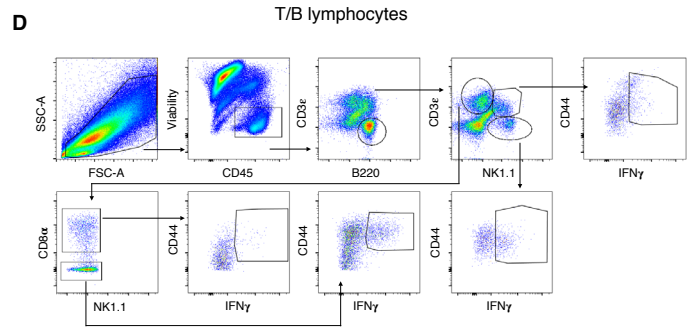 T/B lymphocytes
D
SSC-A
FSC-A
Viability
CD45
CD3ε
B220
CD3ε
NK1.1
CD44
IFNγ
CD8α
NK1.1
CD44
IFNγ
CD44
IFNγ
CD44
IFNγ